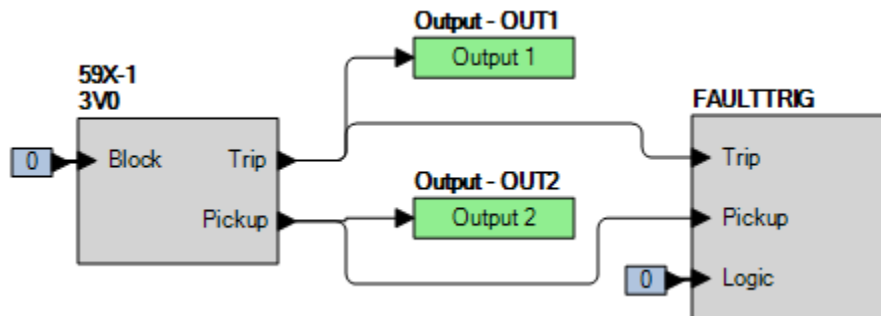 Output - OUT1
Output 1
59X-1
3V0
0
Block
Trip
Pickup
Output - OUT2
Output 2
FAULTTRIG
Trip
Pickup
0
Logic